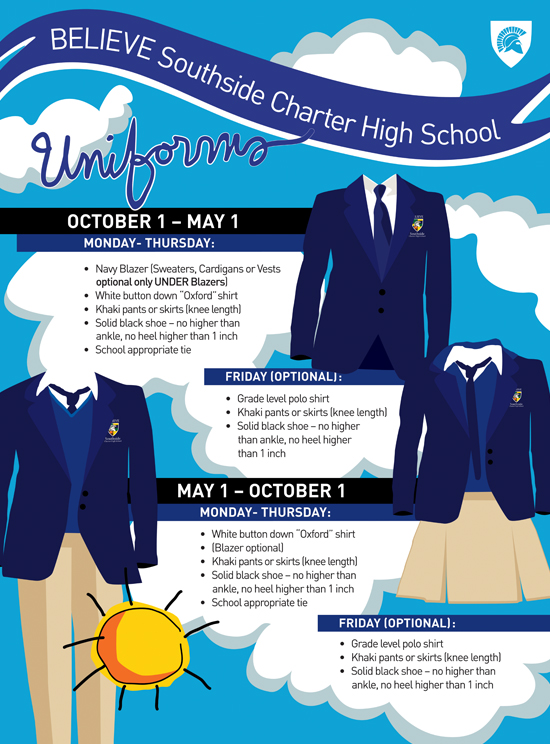 BELIEVE Southside Charter High School
Uniforms
OCTOBER 1 – MAY 1
MONDAY- THURSDAY:
• Navy Blazer (Sweaters, Cardigans or Vests
optional only UNDER Blazers)
• White button down “Oxford” shirt
• Khaki pants or skirts (knee length)
• Solid black shoe – no higher than
ankle, no heel higher than 1 inch
• School appropriate tie
FRIDAY (OPTIONAL):
• Grade level polo shirt
• Khaki pants or skirts (knee length)
• Solid black shoe – no higher
than ankle, no heel higher
than 1 inch
MAY 1 – OCTOBER 1
MONDAY- THURSDAY:
• White button down “Oxford” shirt
• (Blazer optional)
• Khaki pants or skirts (knee length)
• Solid black shoe – no higher than
ankle, no heel higher than 1 inch
• School appropriate tie
FRIDAY (OPTIONAL):
• Grade level polo shirt
• Khaki pants or skirts (knee length)
• Solid black shoe – no higher than
ankle, no heel higher than 1 inch